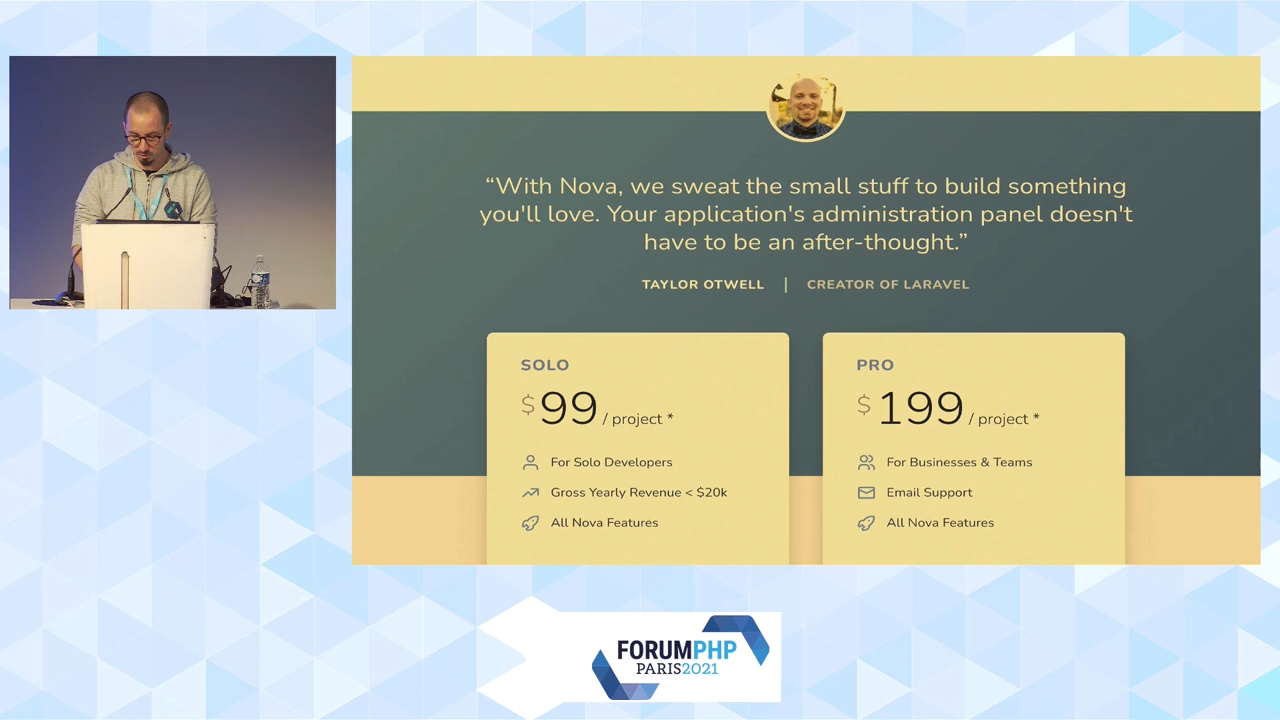 “With Nova, we sweat the small stuff to build something
you'll love. Your application's administration panel doesn't
have to be an after-thought.”
TAYLOR OTWELL | CREATOR OF LARAVEL
SOLO
$99 / project *
For Solo Developers
Gross Yearly Revenue < $20k
All Nova Features
PRO
$199 / project *
For Businesses & Teams
Email Support
All Nova Features
FORUMPHP
PARIS2021